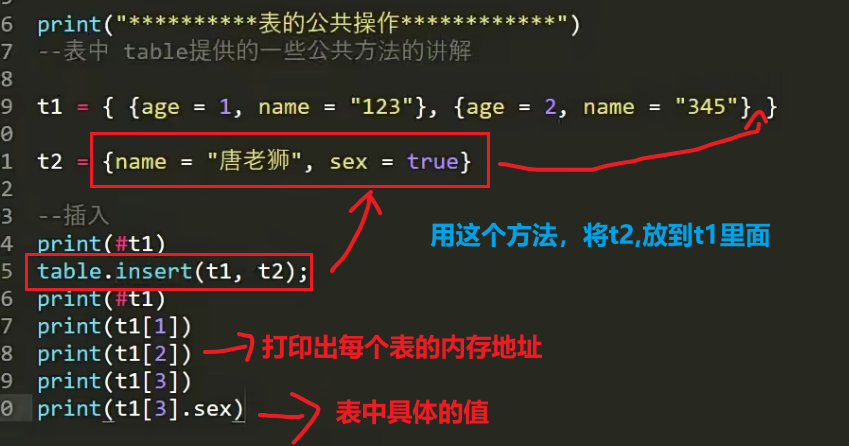 6 print("**********表的公共操作************")
7 --表中 table提供的一些公共方法的讲解
8
9 t1 = { {age = 1, name = "123"}, {age = 2, name = "345"} }
0
1 t2 = {name = "唐老狮", sex = true}
2
用这个方法，将t2,放到t1里面
3 --插入
4 print(#t1)
5 table.insert(t1, t2);
6 print(#t1)
7 print(t1[1])
8 print(t1[2])
打印出每个表的内存地址
9 print(t1[3])
0 print(t1[3].sex)
表中具体的值